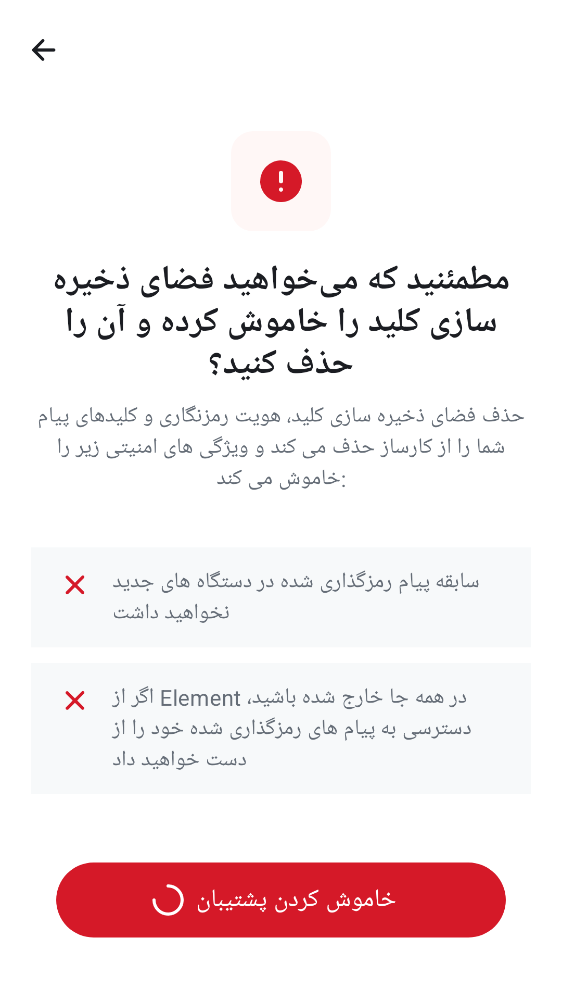 مطمئنید که می‌خواهید فضای ذخیره
سازی کلید را خاموش کرده و آن را
حذف کنید؟
حذف فضای ذخیره سازی کلید، هویت رمزنگاری و کلیدهای پیام
شما را از کارساز حذف می کند و ویژگی های امنیتی زیر را
خاموش می کند:
سابقه پیام رمزگذاری شده در دستگاه های جدید
نخواهید داشت
اگر از Element در همه جا خارج شده باشید،
دسترسی به پیام های رمزگذاری شده خود را از
دست خواهید داد
خاموش کردن پشتیبان